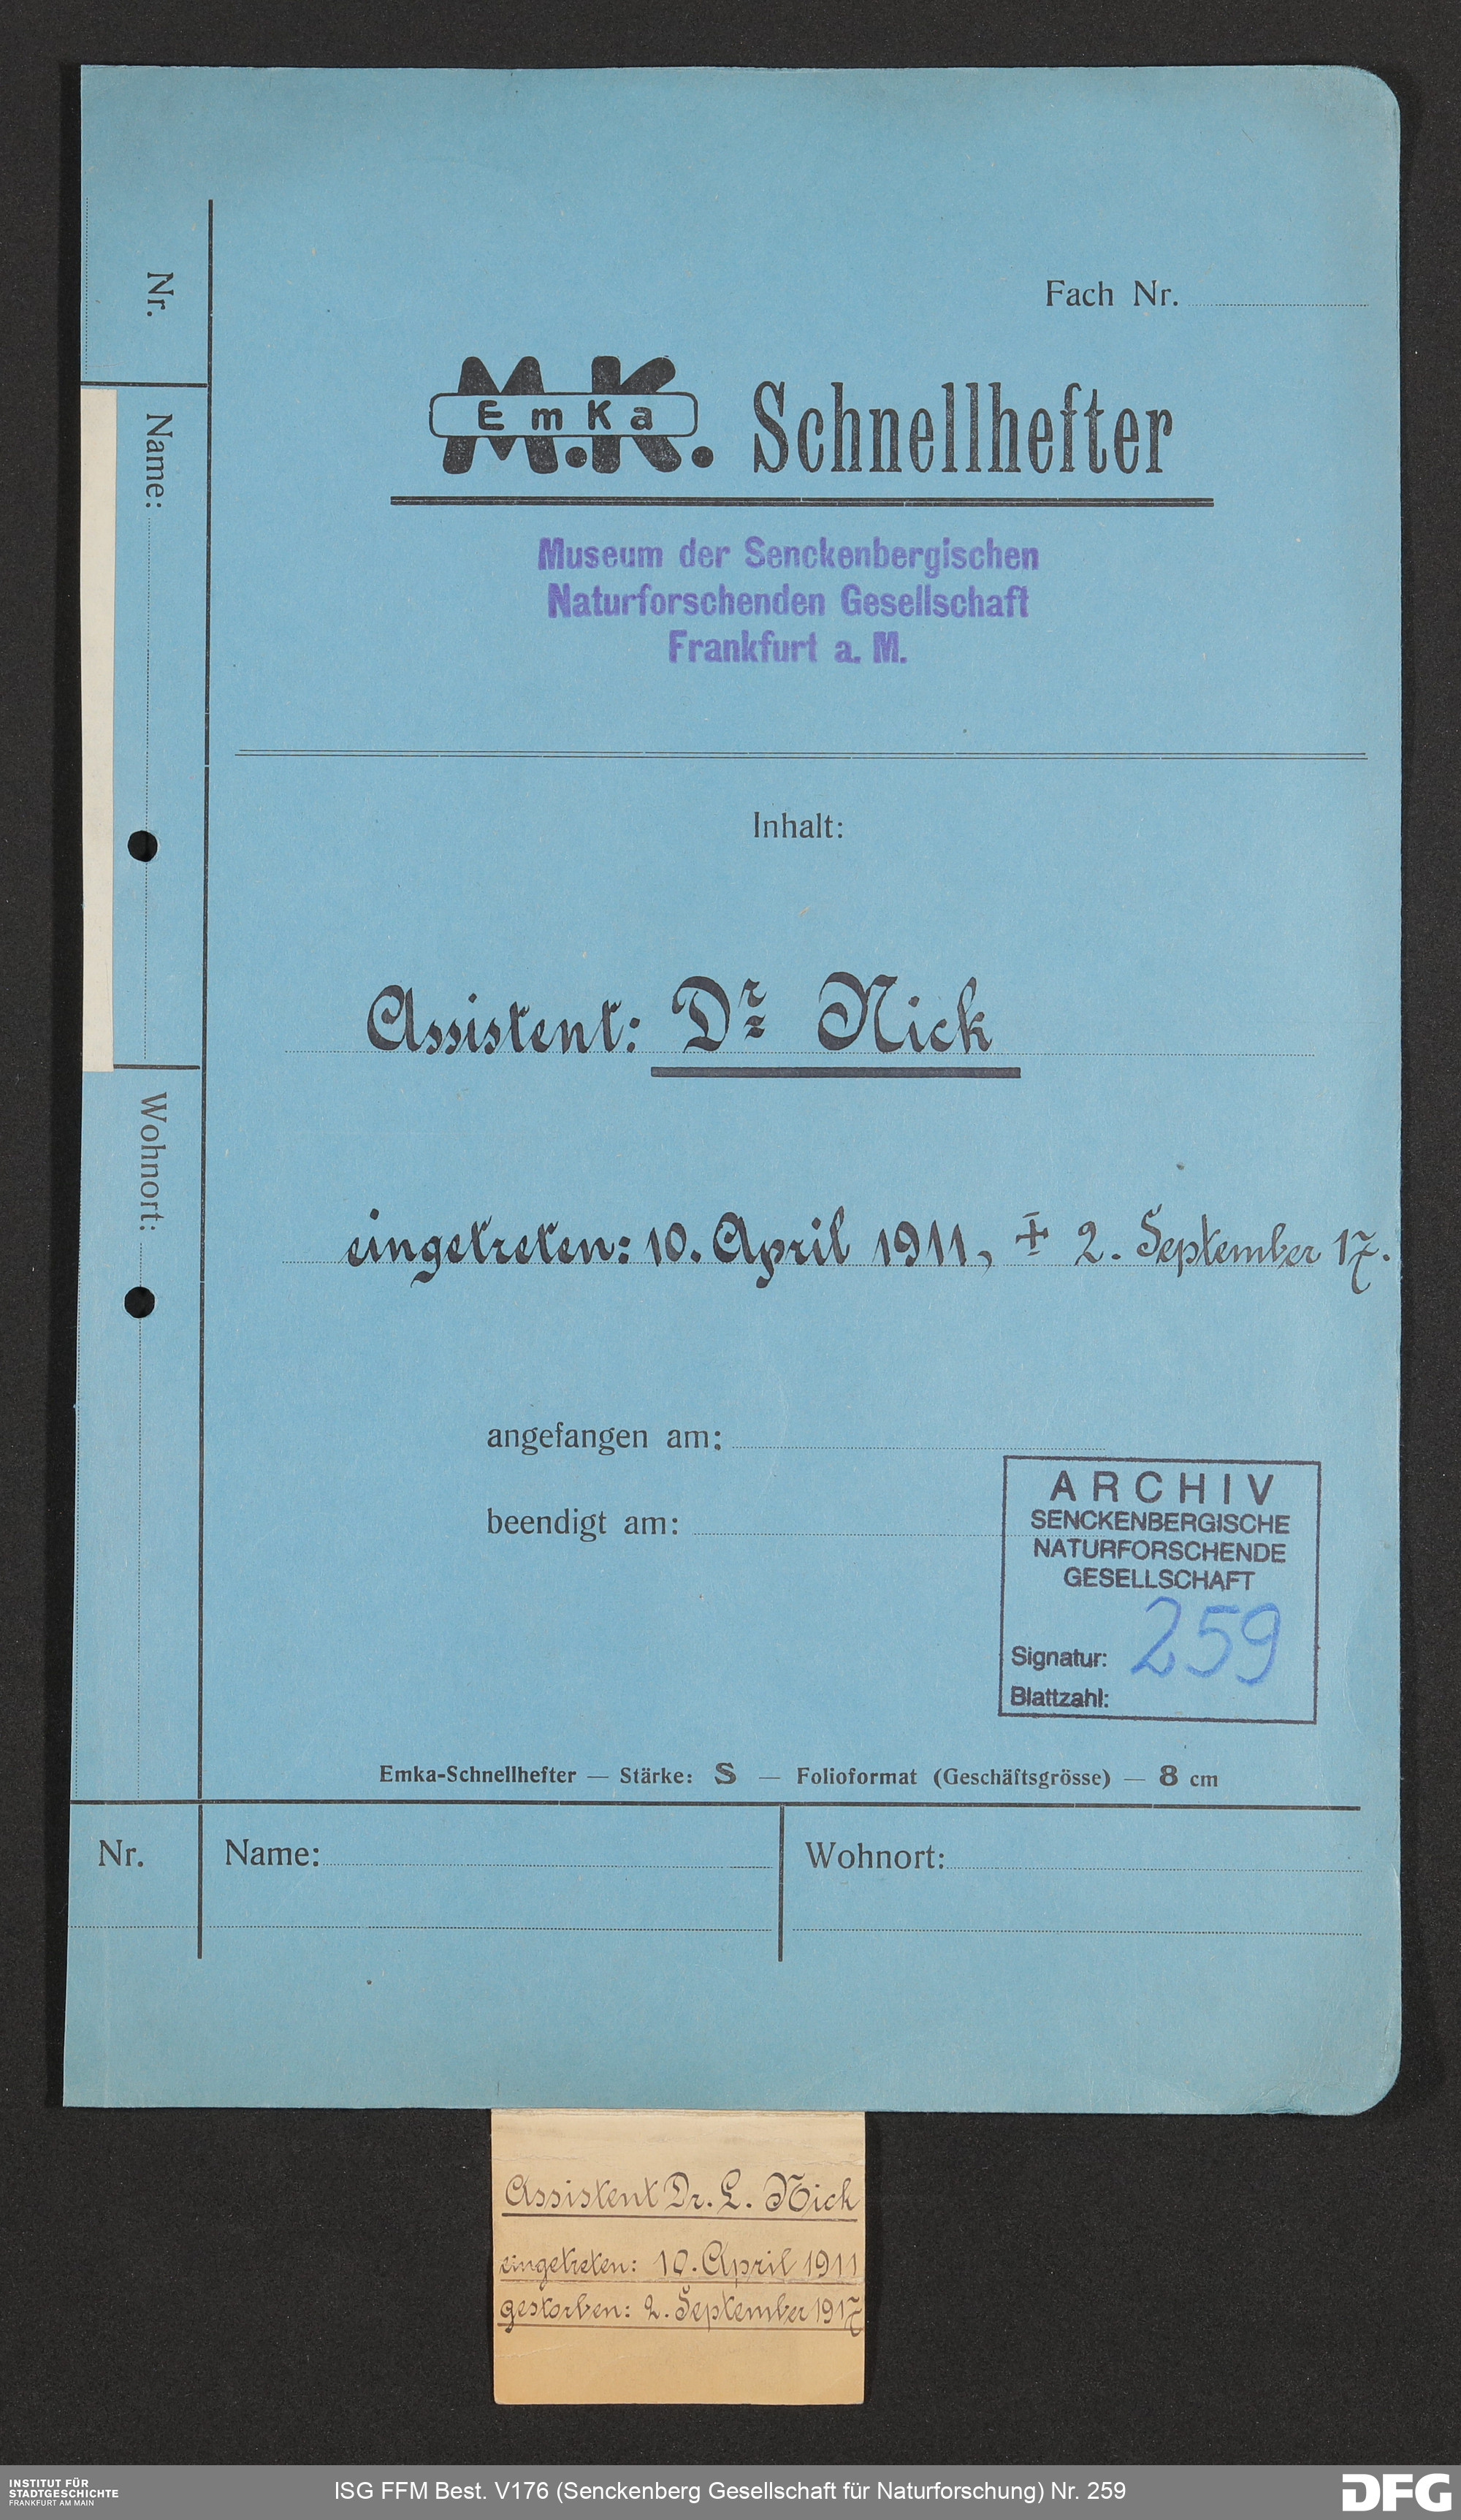 Nr.
Name:
Wohnort:
Fach Nr.
M.K.
EmKa
Schnellhefter
Museum der Senckenbergischen
Naturforschenden Gesellschaft
Frankfurt a. M.
Inhalt:
Assistent: Dr. Nick
eingetreten: 10. April 1911, ✝ 2. September 17.
angefangen am:
beendigt am:
ARCHIV
SENCKENBERGISCHE
NATURFORSCHENDE
GESELLSCHAFT
Signatur: 259
Blattzahl:
Emka-Schnellhefter — Stärke: S — Folioformat (Geschäftsgrösse) — 8 cm
Nr.
Name:
Wohnort:
Assistent Dr. L. Nick
eingetreten: 10. April 1911
gestorben: 2. September 1917
INSTITUT FÜR
STADTGESCHICHTE
FRANKFURT AM MAIN
ISG FFM Best. V176 (Senckenberg Gesellschaft für Naturforschung) Nr. 259
DFG